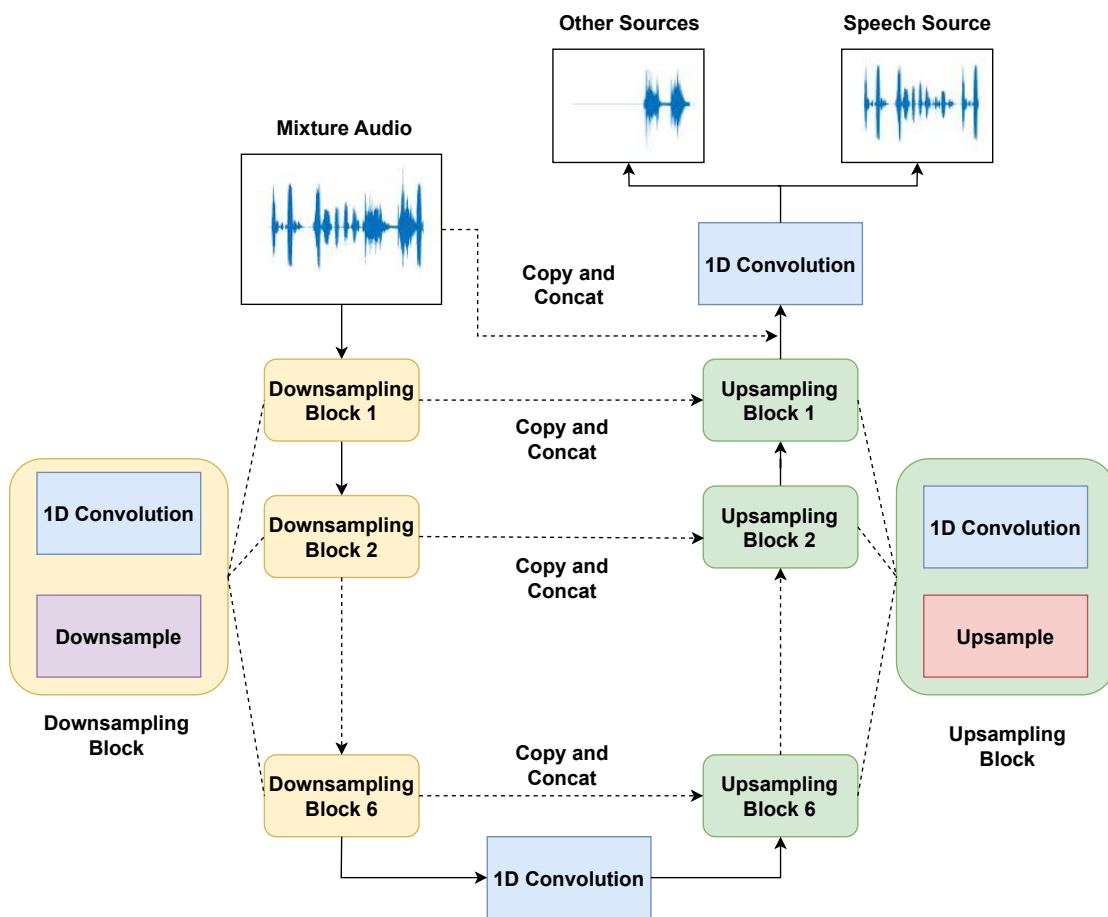 Other Sources
Speech Source
Mixture Audio
1D Convolution
Copy and
Concat
Downsampling
Block 1
Upsampling
Block 1
Copy and
Concat
1D Convolution
Downsample
Downsampling
Block
Downsampling
Block 2
Upsampling
Block 2
Copy and
Concat
1D Convolution
Upsample
Upsampling
Block
Downsampling
Block 6
Copy and
Concat
Upsampling
Block 6
1D Convolution